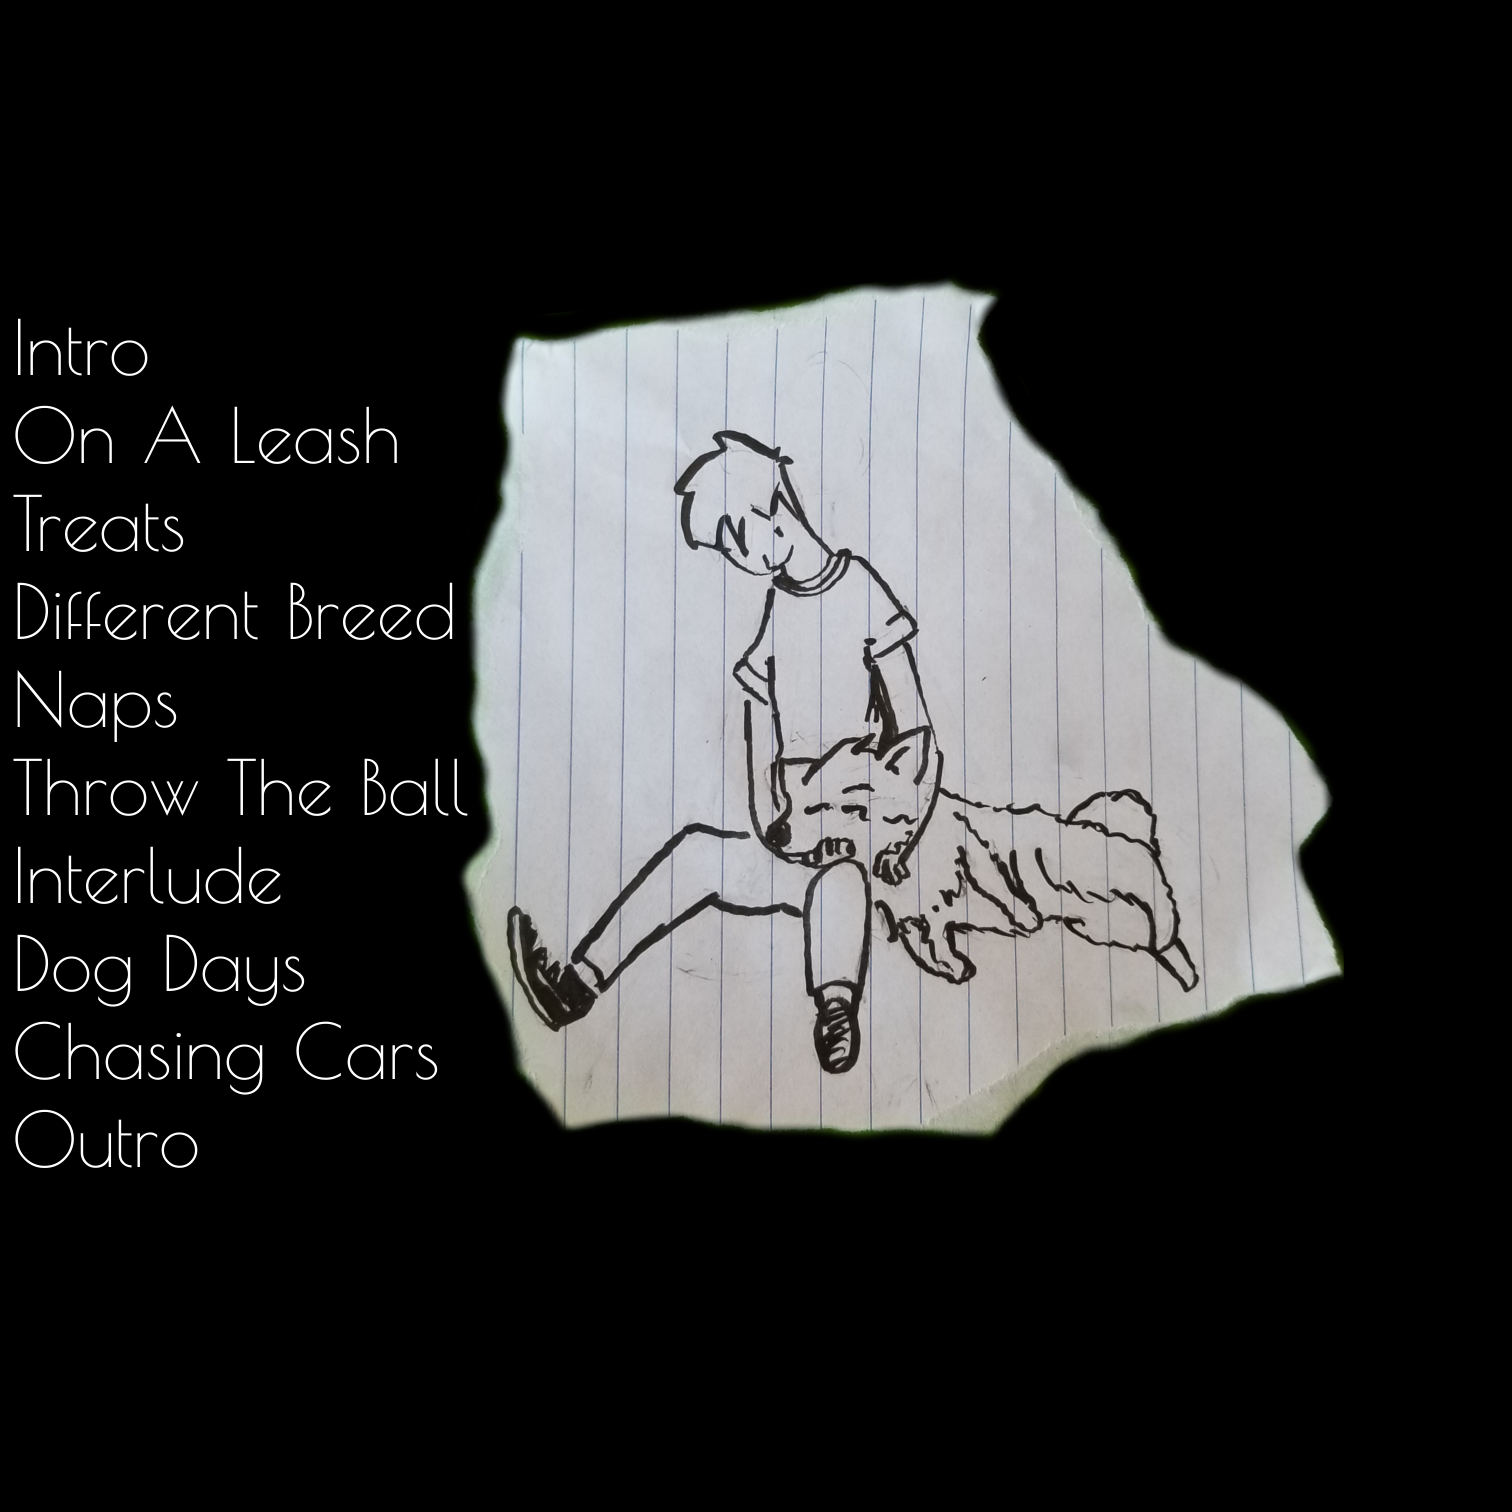 Intro
On A Leash
Treats
Different Breed
Naps
Throw The Ball
Interlude
Dog Days
Chasing Cars
Outro